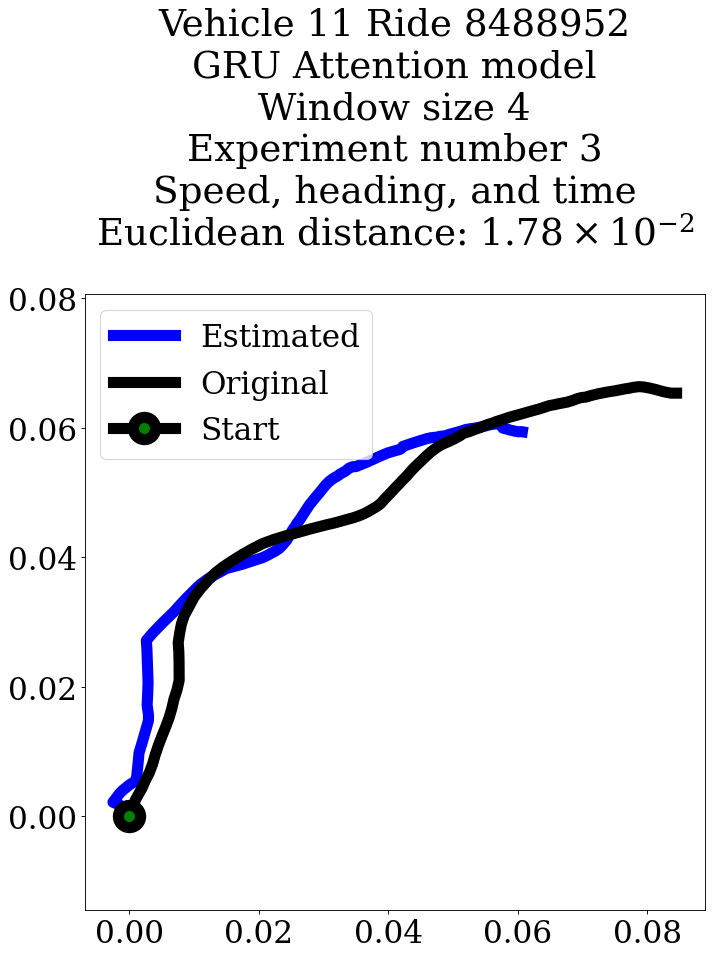 Vehicle 11 Ride 8488952
GRU Attention model
Window size 4
Experiment number 3
Speed, heading, and time
Euclidean distance: 1.78 × 10⁻²
0.08
0.06
0.04
0.02
0.00
Estimated
Original
Start
0.00 0.02 0.04 0.06 0.08